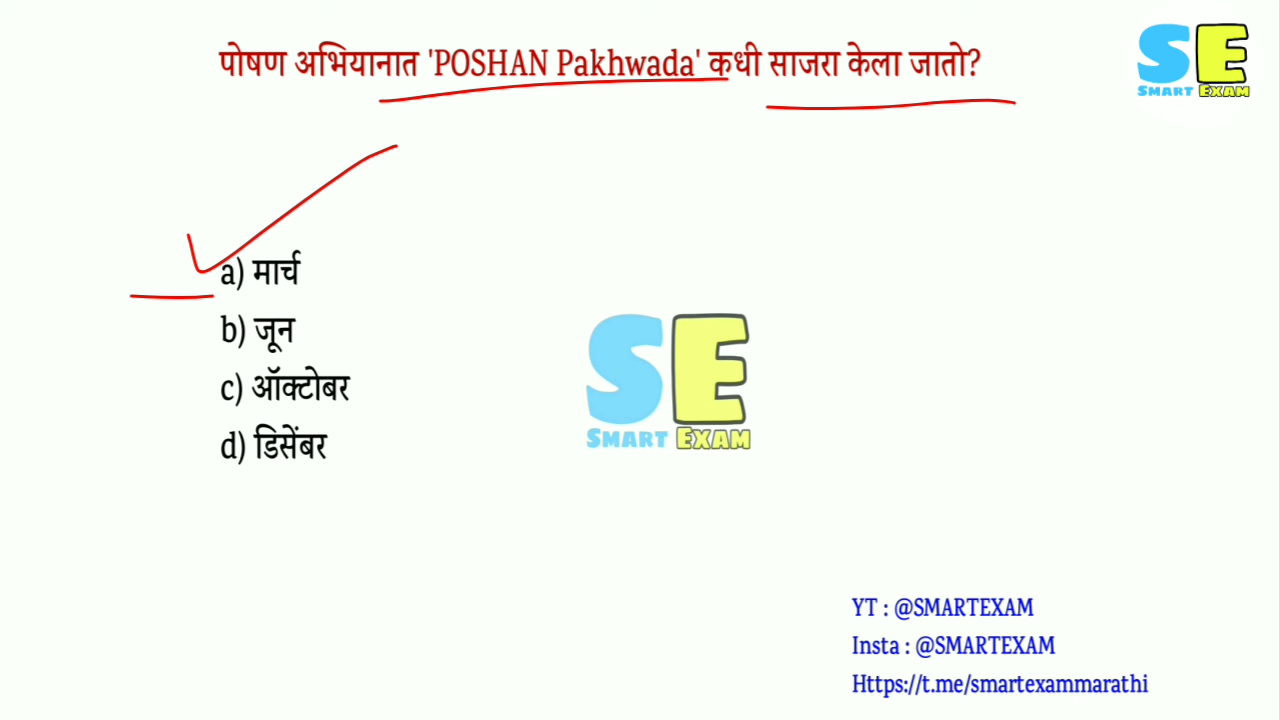 पोषण अभियानात 'POSHAN Pakhwada' कधी साजरा केला जातो?
SE
SMART EXAM
a) मार्च
b) जून
c) ऑक्टोबर
d) डिसेंबर
SE
SMART EXAM
YT : @SMARTEXAM
Insta : @SMARTEXAM
Https://t.me/smartexammarathi